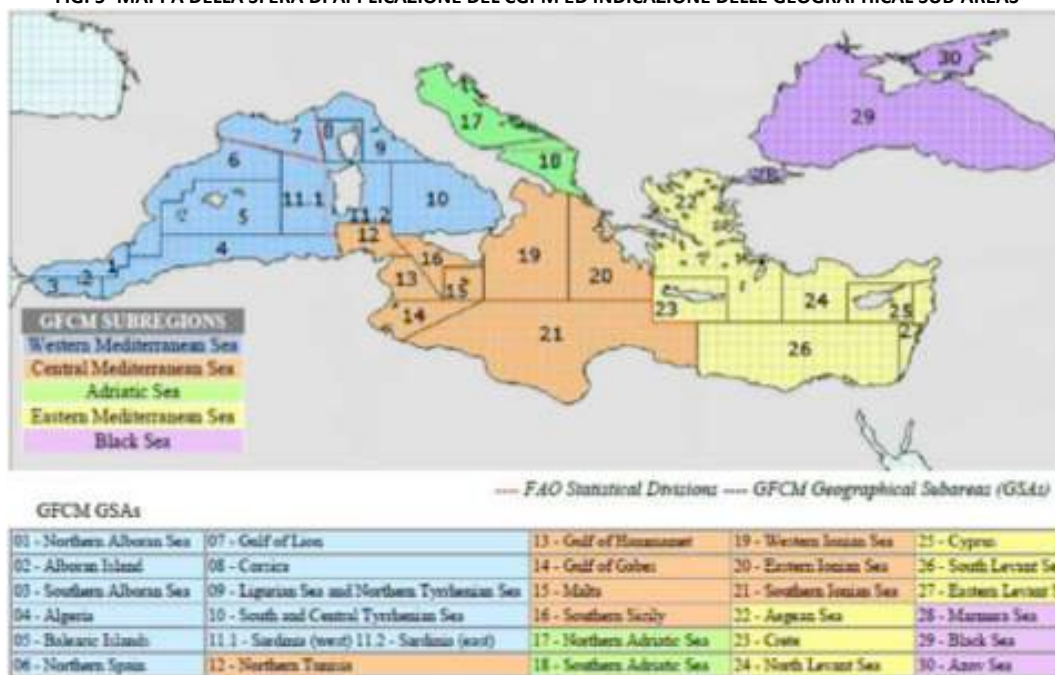 FIG. 3- MAPPA DELLA SFERA DI APPLICAZIONE DEL CGPM ED INDICAZIONE DELLE GEOGRAPHICAL SUB AREAS
30
29
28
17
18
7
8
9
6
11.1
10
5
11.2
4
12
1
2
3
16
13
15
14
19
20
21
22
23
24
25
27
26
GFCM SUBREGIONS
Western Mediterranean Sea
Central Mediterranean Sea
Adriatic Sea
Eastern Mediterranean Sea
Black Sea
---- FAO Statistical Divisions ---- GFCM Geographical Subareas (GSAs)
GFCM GSAs
01 - Northern Alboran Sea 07 - Gulf of Lion 13 - Gulf of Hammamet 19 - Western Ionian Sea 25 - Cyprus
02 - Alboran Island 08 - Corsica 14 - Gulf of Gabes 20 - Eastern Ionian Sea 26 - South Levant Se
03 - Southern Alboran Sea 09 - Ligurian Sea and Northern Tyrrhenian Sea 15 - Malta 21 - Southern Ionian Sea 27 - Eastern Levant S
04 - Algeria 10 - South and Central Tyrrhenian Sea 16 - Southern Sicily 22 - Aegean Sea 28 - Marmara Sea
05 - Balearic Islands 11.1 - Sardinia (west) 11.2 - Sardinia (east) 17 - Northern Adriatic Sea 23 - Crete 29 - Black Sea
06 - Northern Spain 12 - Northern Tunisia 18 - Southern Adriatic Sea 24 - North Levant Sea 30 - Azov Sea